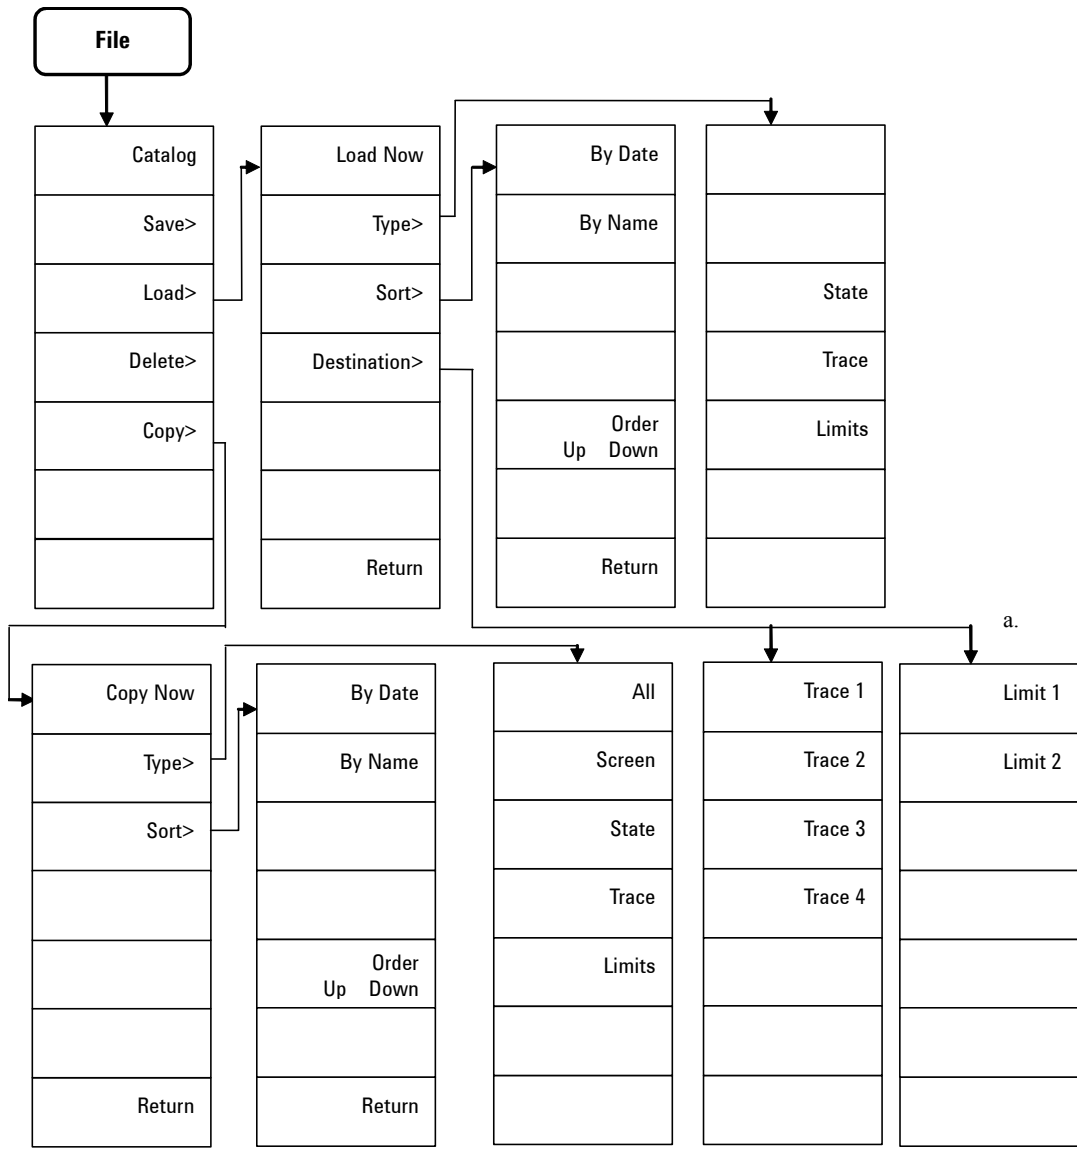 File
Catalog
Save>
Load>
Delete>
Copy>
Load Now
Type>
Sort>
Destination>
Return
By Date
By Name
Order
Up Down
Return
State
Trace
Limits
a.
Copy Now
Type>
Sort>
Return
By Date
By Name
Order
Up Down
Return
All
Screen
State
Trace
Limits
Trace 1
Trace 2
Trace 3
Trace 4
Limit 1
Limit 2